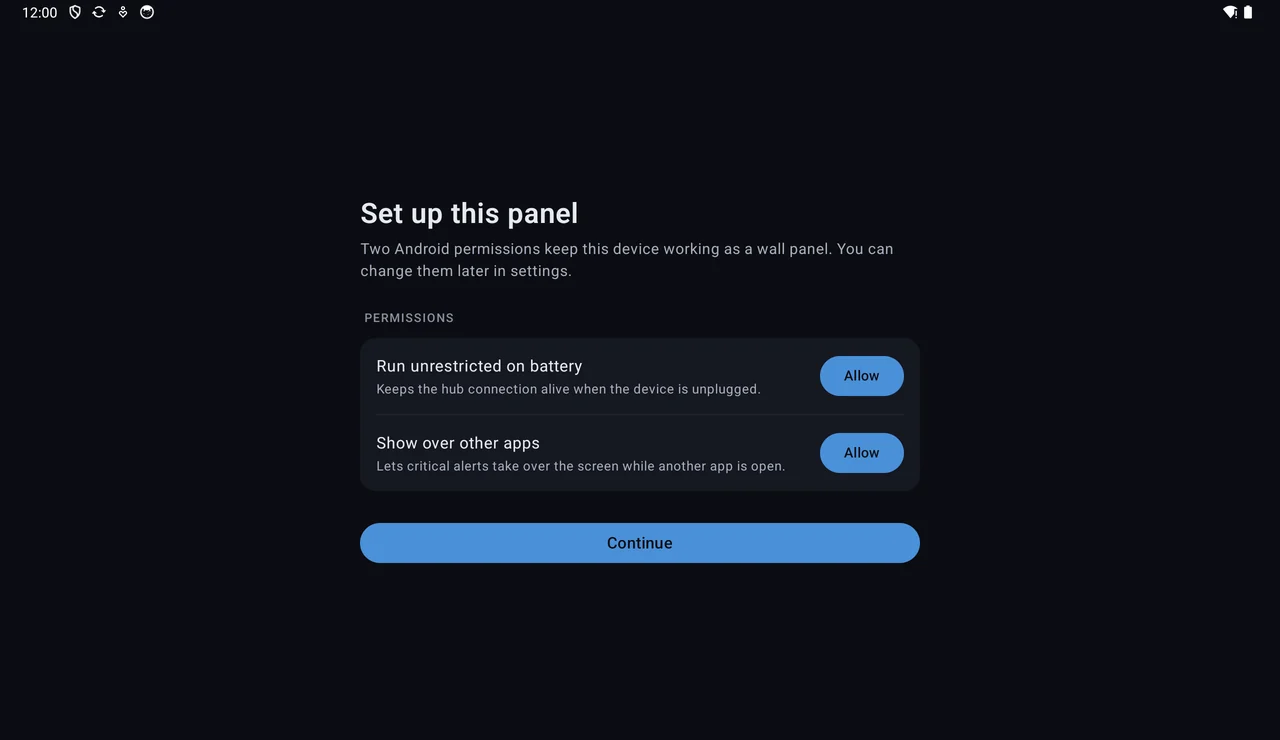 12:00
Set up this panel
Two Android permissions keep this device working as a wall panel. You can
change them later in settings.
PERMISSIONS
Run unrestricted on battery
Keeps the hub connection alive when the device is unplugged.
Allow
Show over other apps
Lets critical alerts take over the screen while another app is open.
Allow
Continue